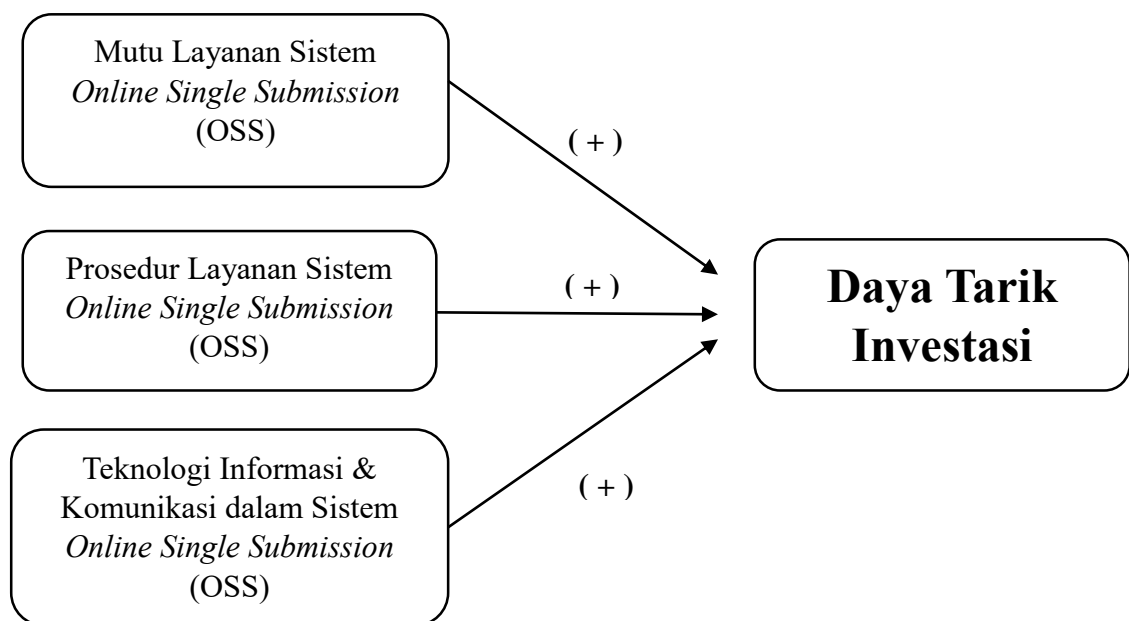 Mutu Layanan Sistem
Online Single Submission
(OSS)
( + )
Prosedur Layanan Sistem
Online Single Submission
(OSS)
( + )
Daya Tarik
Investasi
Teknologi Informasi &
Komunikasi dalam Sistem
Online Single Submission
(OSS)
( + )